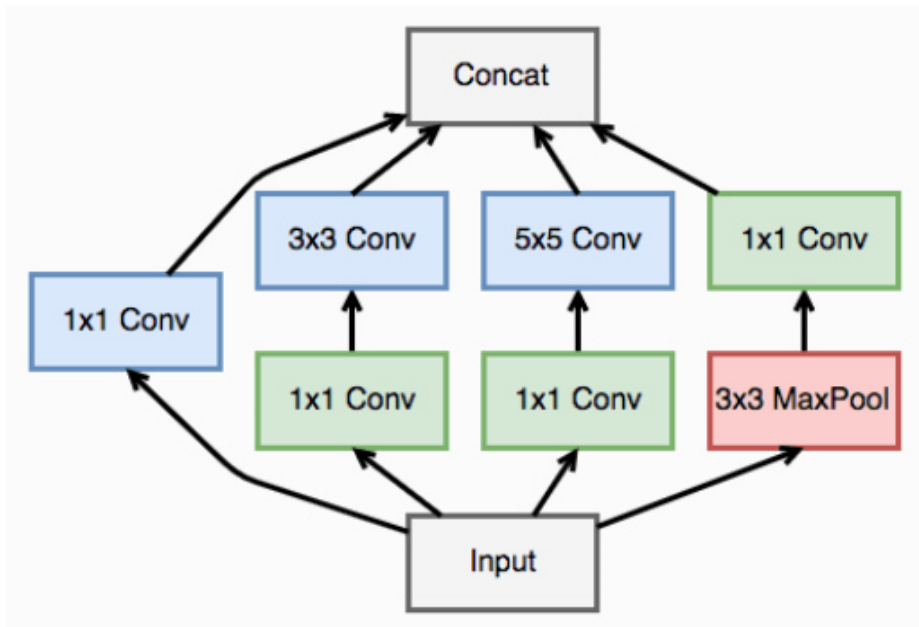 Concat
3x3 Conv
5x5 Conv
1x1 Conv
1x1 Conv
1x1 Conv
1x1 Conv
3x3 MaxPool
Input